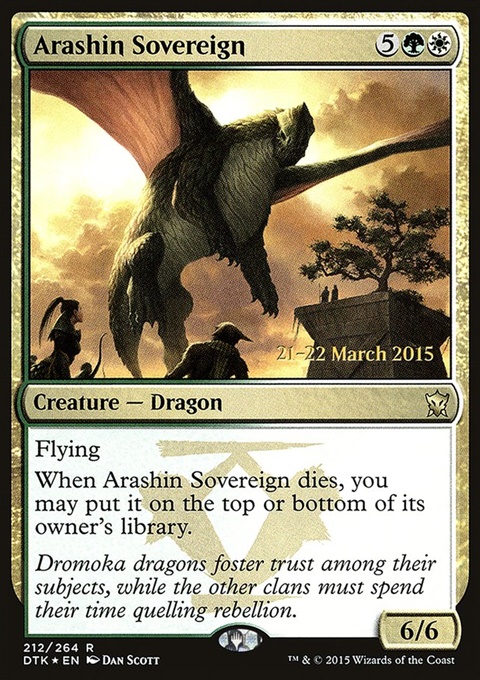 Arashin Sovereign 5
21–22 March 2015
Creature — Dragon
Flying
When Arashin Sovereign dies, you
may put it on the top or bottom of its
owner's library.
Dromoka dragons foster trust among their
subjects, while the other clans must spend
their time quelling rebellion.
6/6
212/264 R
DTK ★ EN Dan Scott
™ & © 2015 Wizards of the Coast